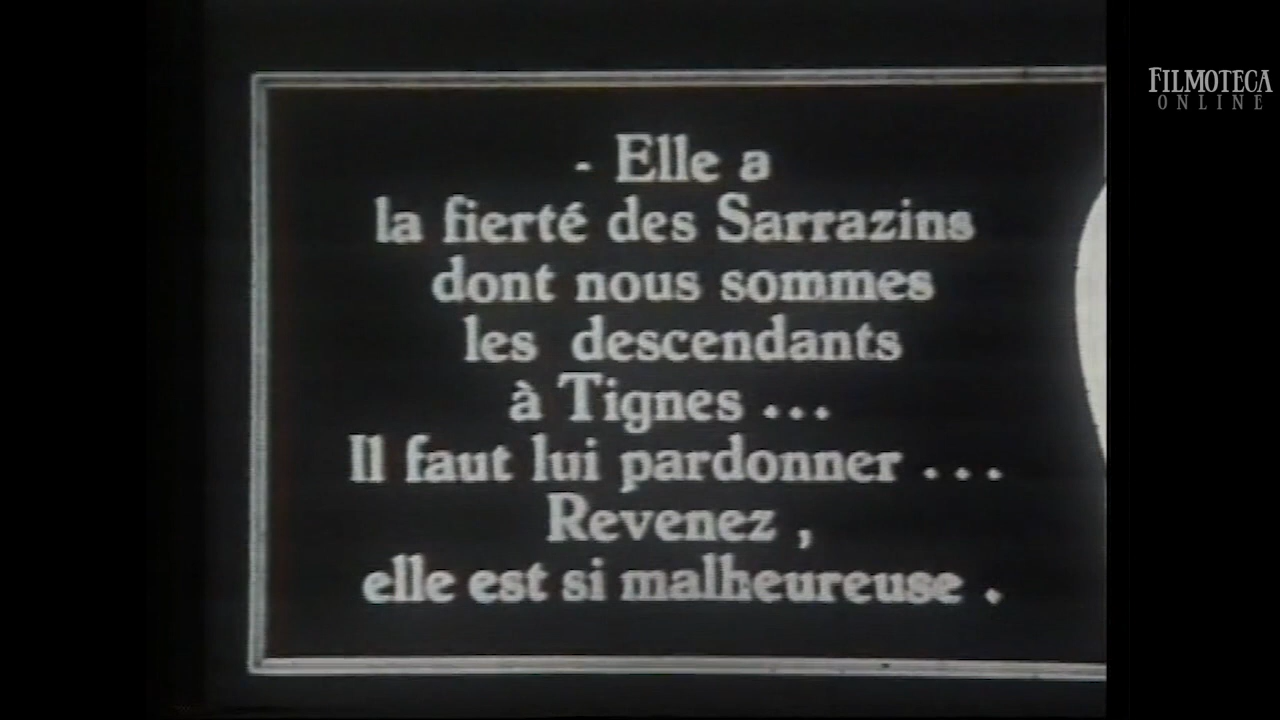 FILMOTECA
ONLINE
- Elle a
la fierté des Sarrazins
dont nous sommes
les descendants
à Tignes ...
Il faut lui pardonner ...
Revenez ,
elle est si malheureuse .